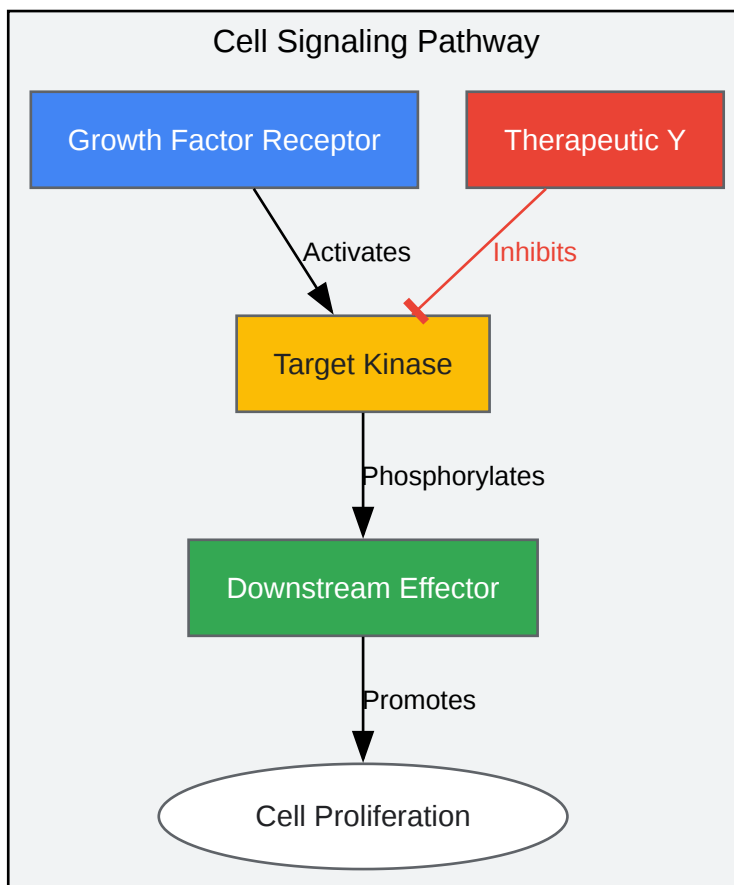 Cell Signaling Pathway
Growth Factor Receptor
Therapeutic Y
Activates
Inhibits
Target Kinase
Phosphorylates
Downstream Effector
Promotes
Cell Proliferation